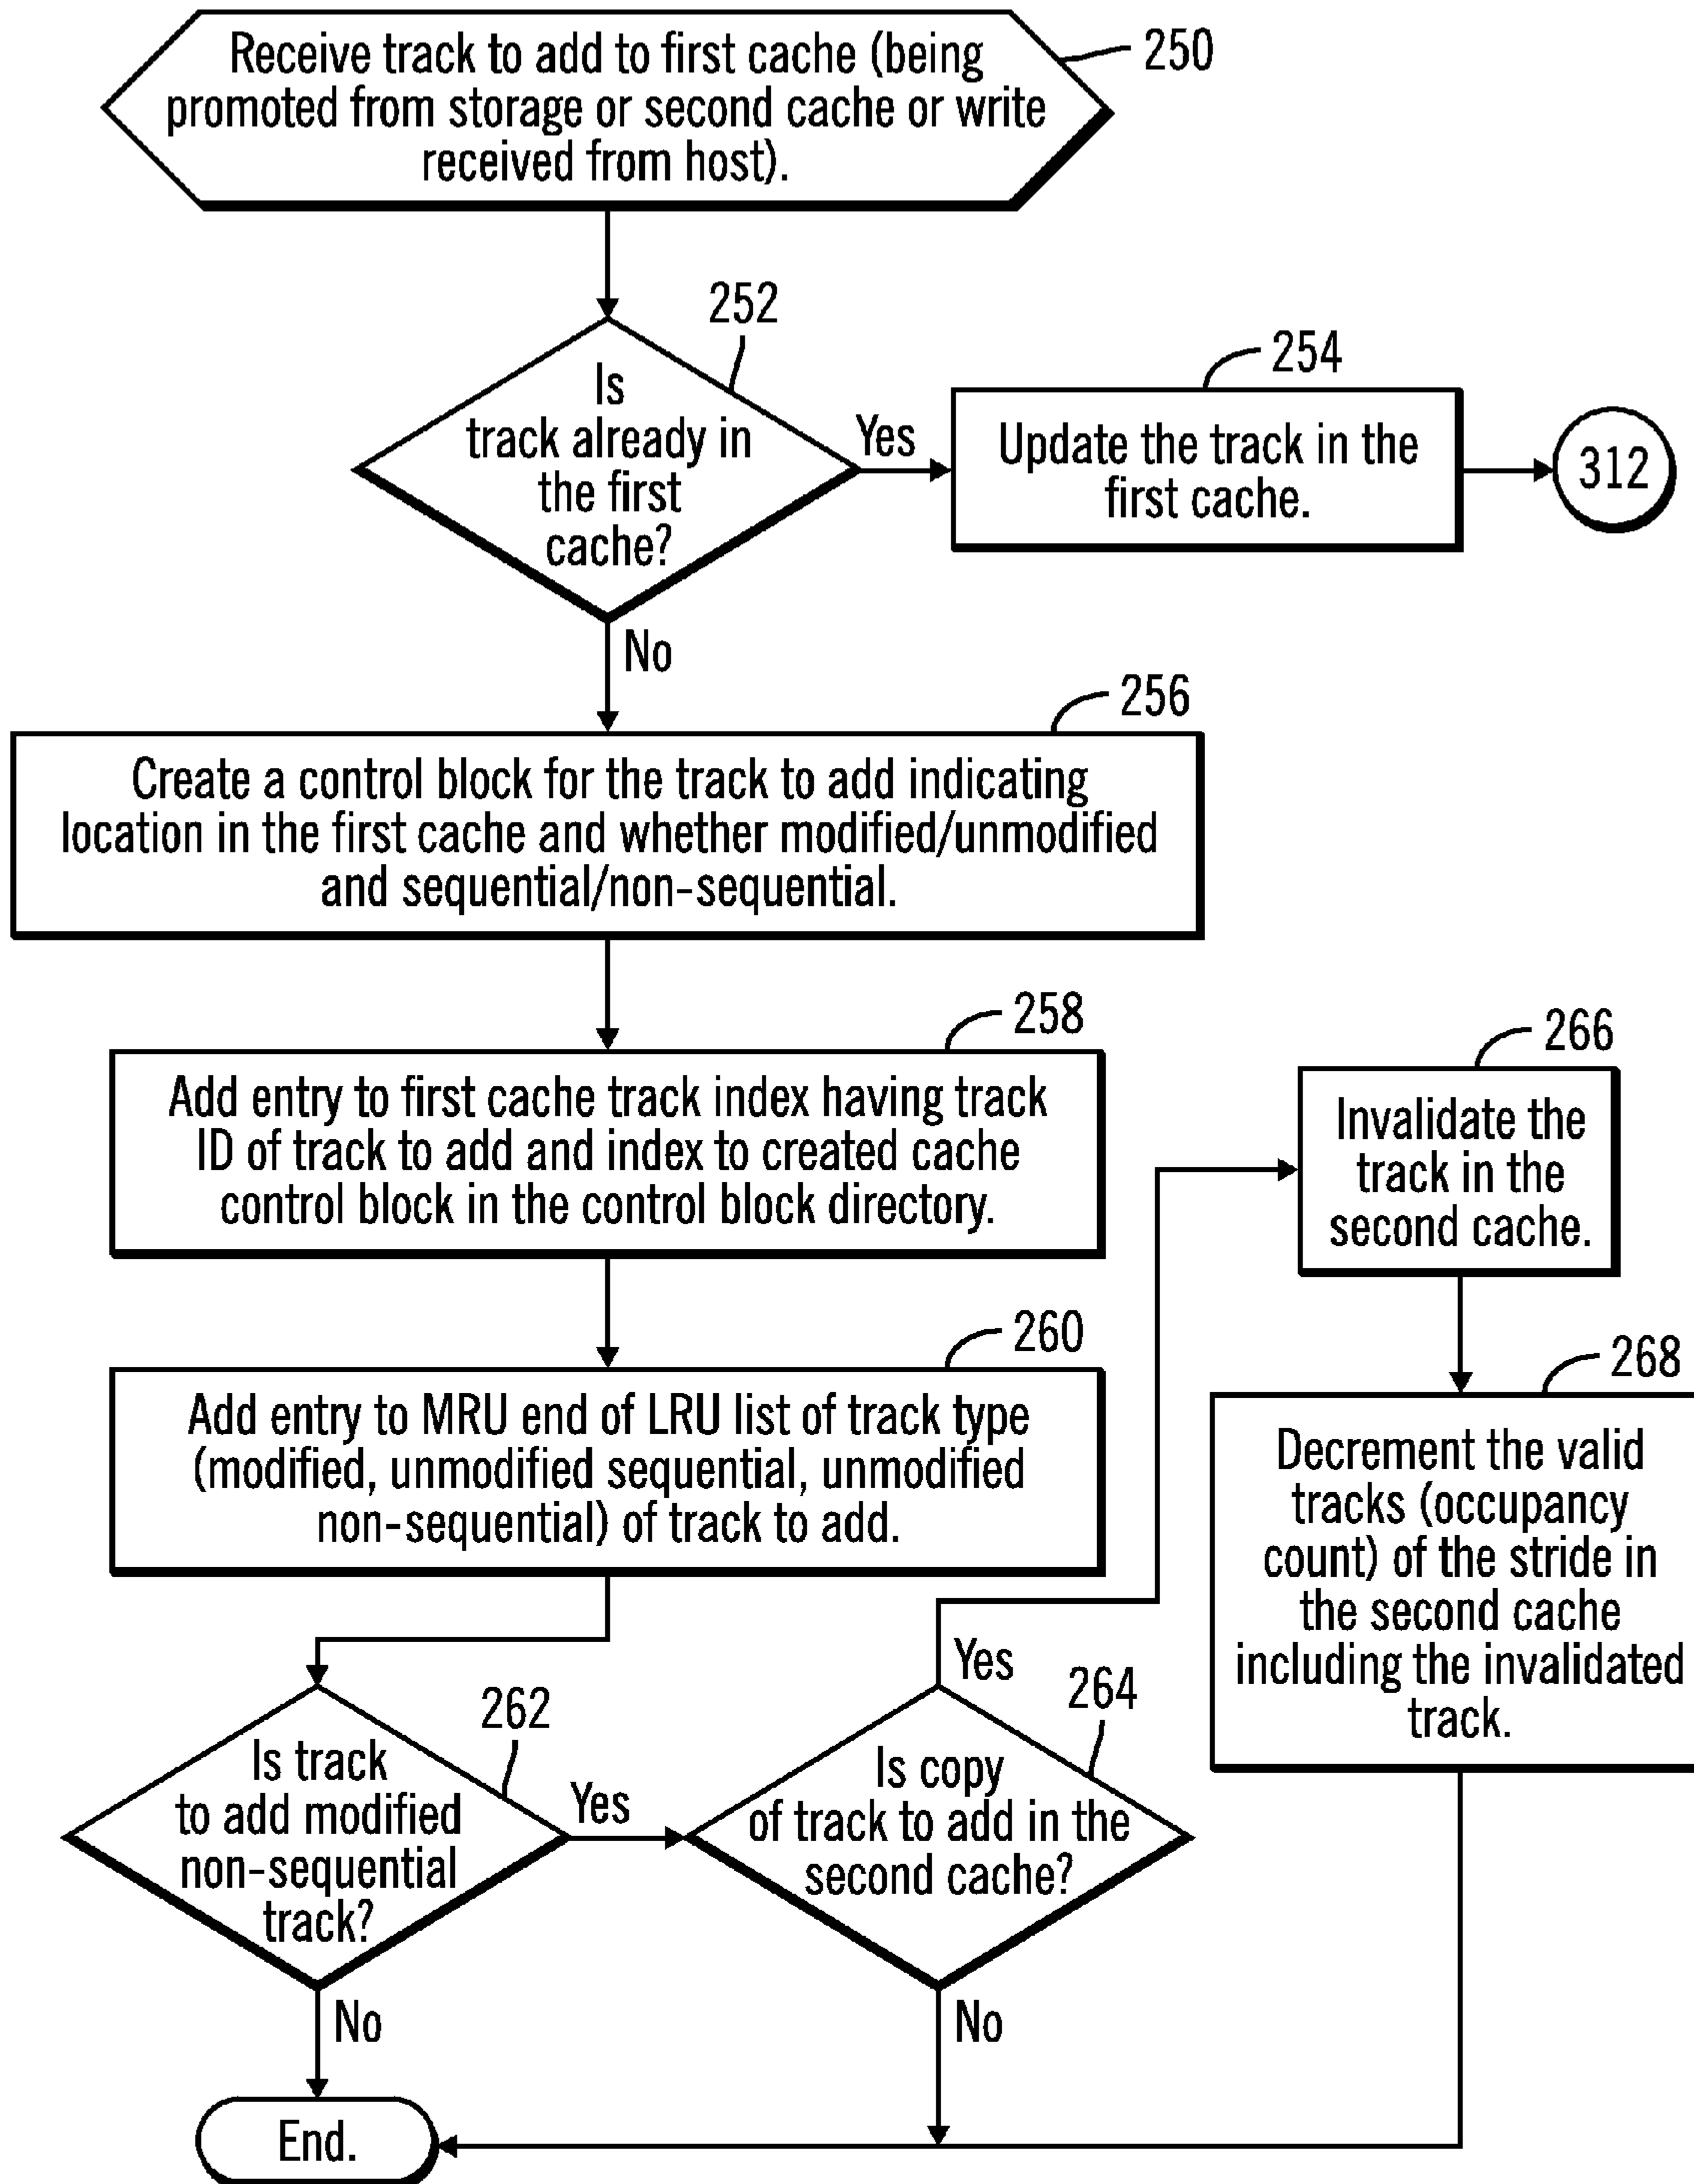 Receive track to add to first cache (being
promoted from storage or second cache or write
received from host).
250
252
Is
track already in
the first
cache?
Yes
254
Update the track in the
first cache.
312
No
256
Create a control block for the track to add indicating
location in the first cache and whether modified/unmodified
and sequential/non-sequential.
258
Add entry to first cache track index having track
ID of track to add and index to created cache
control block in the control block directory.
266
Invalidate the
track in the
second cache.
260
Add entry to MRU end of LRU list of track type
(modified, unmodified sequential, unmodified
non-sequential) of track to add.
268
Decrement the valid
tracks (occupancy
count) of the stride in
the second cache
including the invalidated
track.
262
Is track
to add modified
non-sequential
track?
Yes
264
Is copy
of track to add in the
second cache?
Yes
No
No
End.